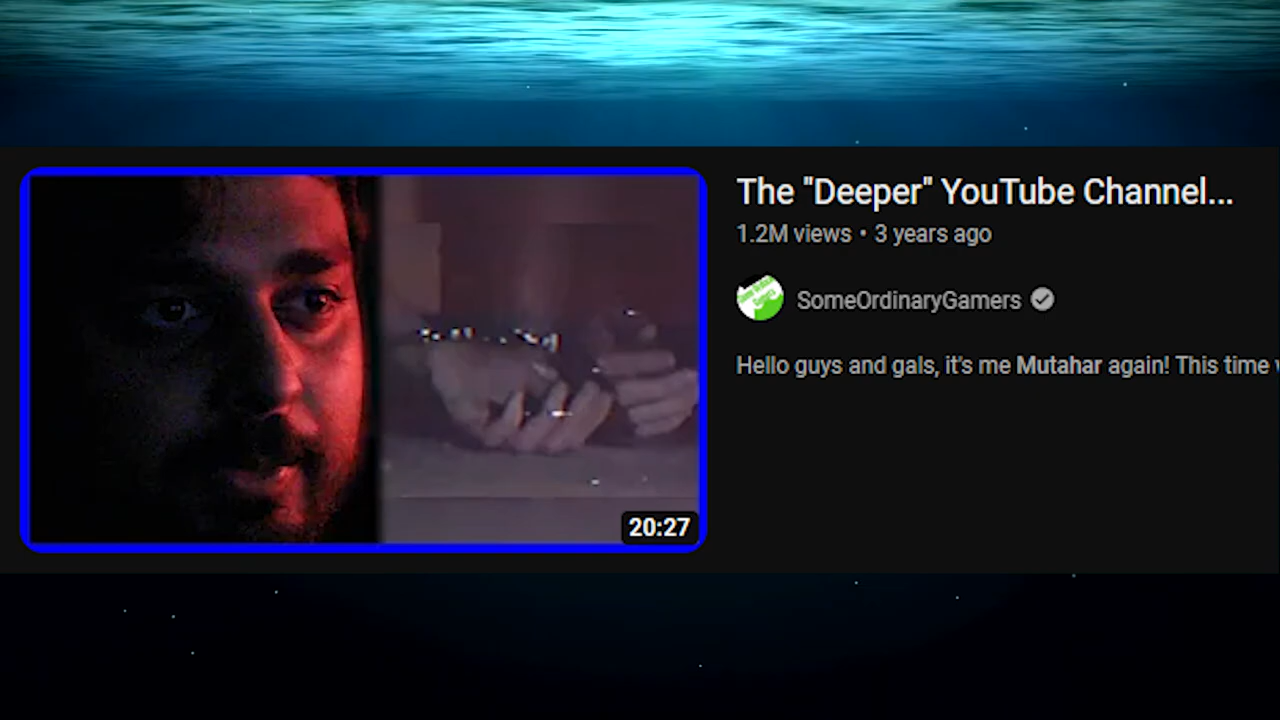 The "Deeper" YouTube Channel...
1.2M views • 3 years ago
SomeOrdinaryGamers
Hello guys and gals, it's me Mutahar again! This time
20:27